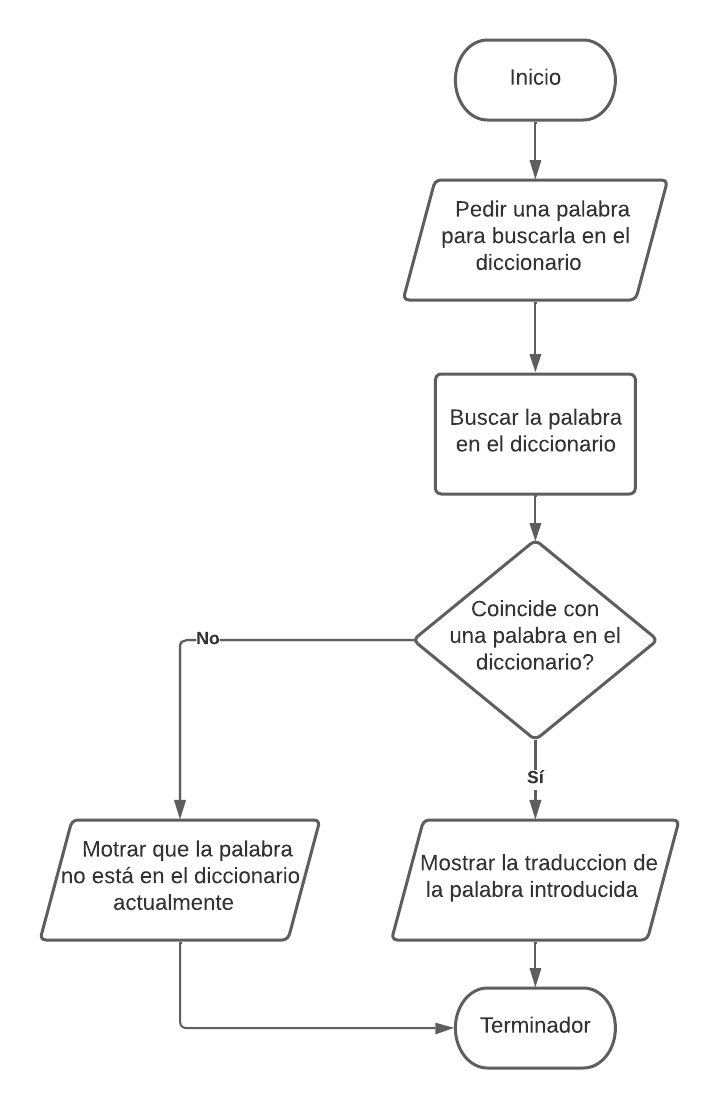 Inicio
Pedir una palabra
para buscarla en el
diccionario
Buscar la palabra
en el diccionario
Coincide con
una palabra en el
diccionario?
No
Sí
Motrar que la palabra
no está en el diccionario
actualmente
Mostrar la traduccion de
la palabra introducida
Terminador